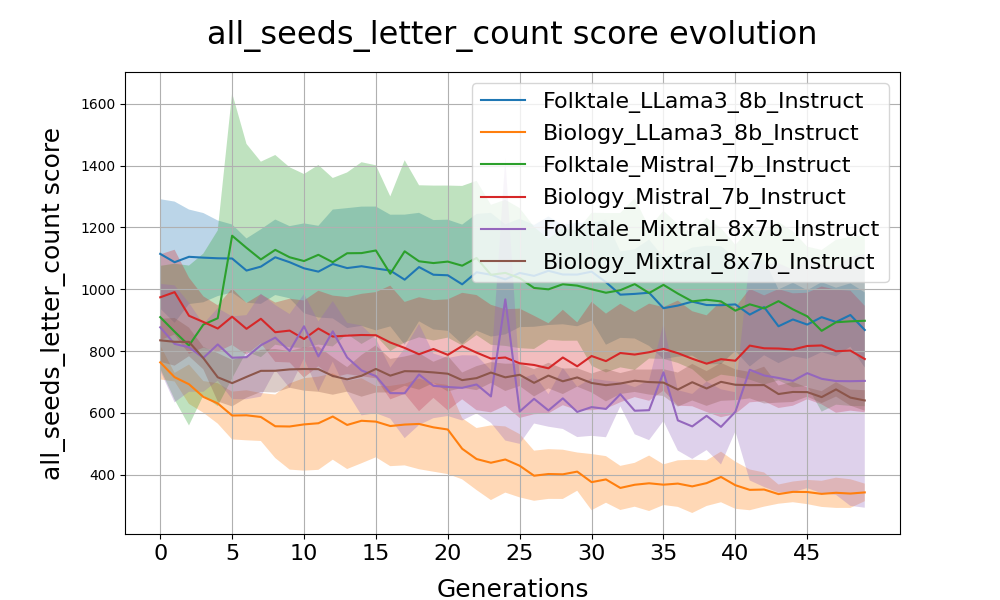 all_seeds_letter_count score evolution
Folktale_LLama3_8b_Instruct
Biology_LLama3_8b_Instruct
Folktale_Mistral_7b_Instruct
Biology_Mistral_7b_Instruct
Folktale_Mixtral_8x7b_Instruct
Biology_Mixtral_8x7b_Instruct
all_seeds_letter_count score
1600
1400
1200
1000
800
600
400
0 5 10 15 20 25 30 35 40 45
Generations